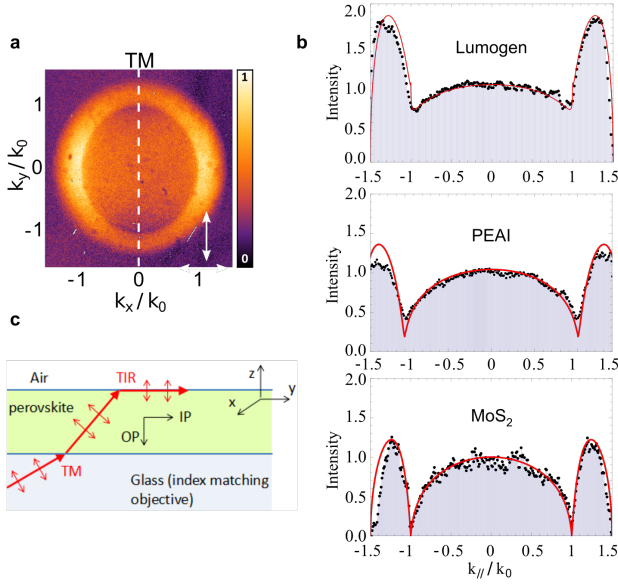 a
TM
1
0
1
0
-1
ky/k0
-1
0
1
kx/k0
c
Air
TIR
perovskite
IP
OP
TM
Glass (index matching
objective)
z
y
x
b
Lumogen
Intensity
2.0
1.5
1.0
0.5
0.0
-1.5 -1 -0.5 0 0.5 1 1.5
PEAI
Intensity
2.0
1.5
1.0
0.5
0.0
-1.5 -1 -0.5 0 0.5 1 1.5
MoS2
Intensity
2.0
1.5
1.0
0.5
0.0
-1.5 -1 -0.5 0 0.5 1 1.5
k///k0